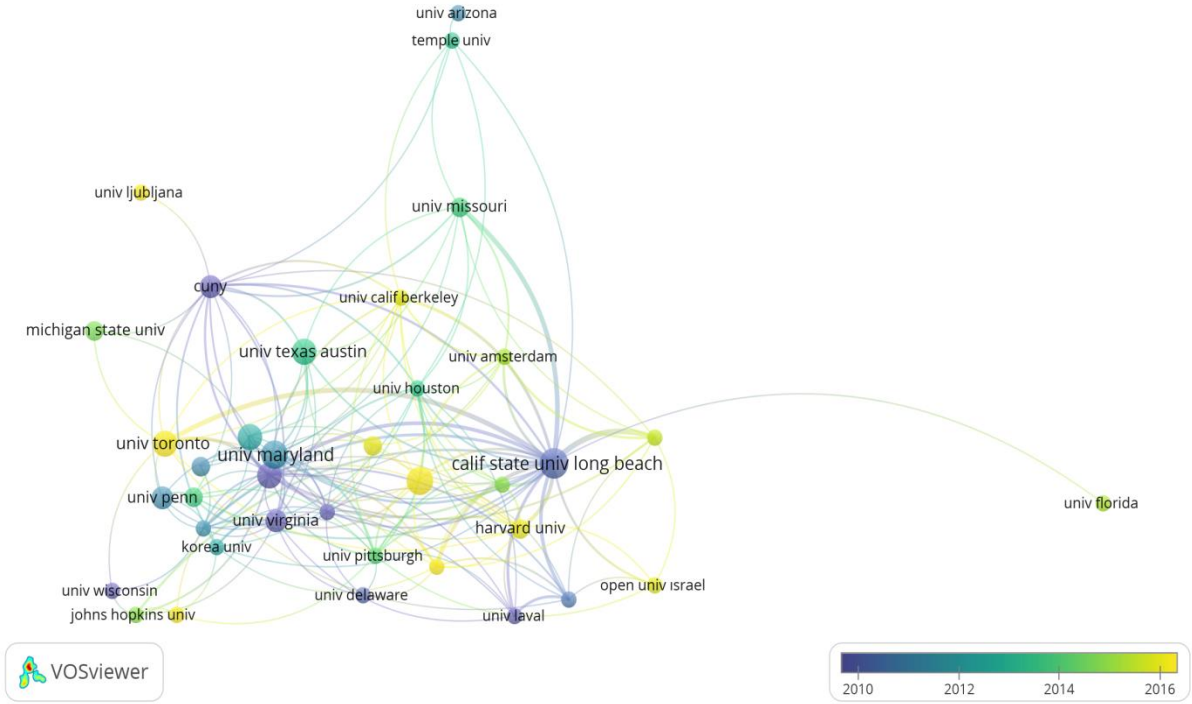 univ arizona
temple univ
univ ljubljana
univ missouri
cuny
univ calif berkeley
michigan state univ
univ texas austin
univ amsterdam
univ houston
univ toronto
univ maryland
calif state univ long beach
univ penn
univ florida
univ virginia
harvard univ
korea univ
univ pittsburgh
univ wisconsin
univ delaware
open univ israel
johns hopkins univ
univ laval
VOSviewer
2010 2012 2014 2016